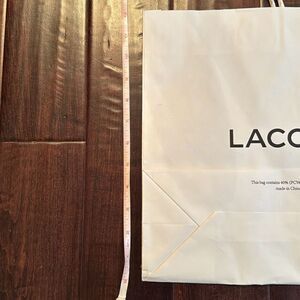 LACO
This bag contains 40% (PCW
made in China